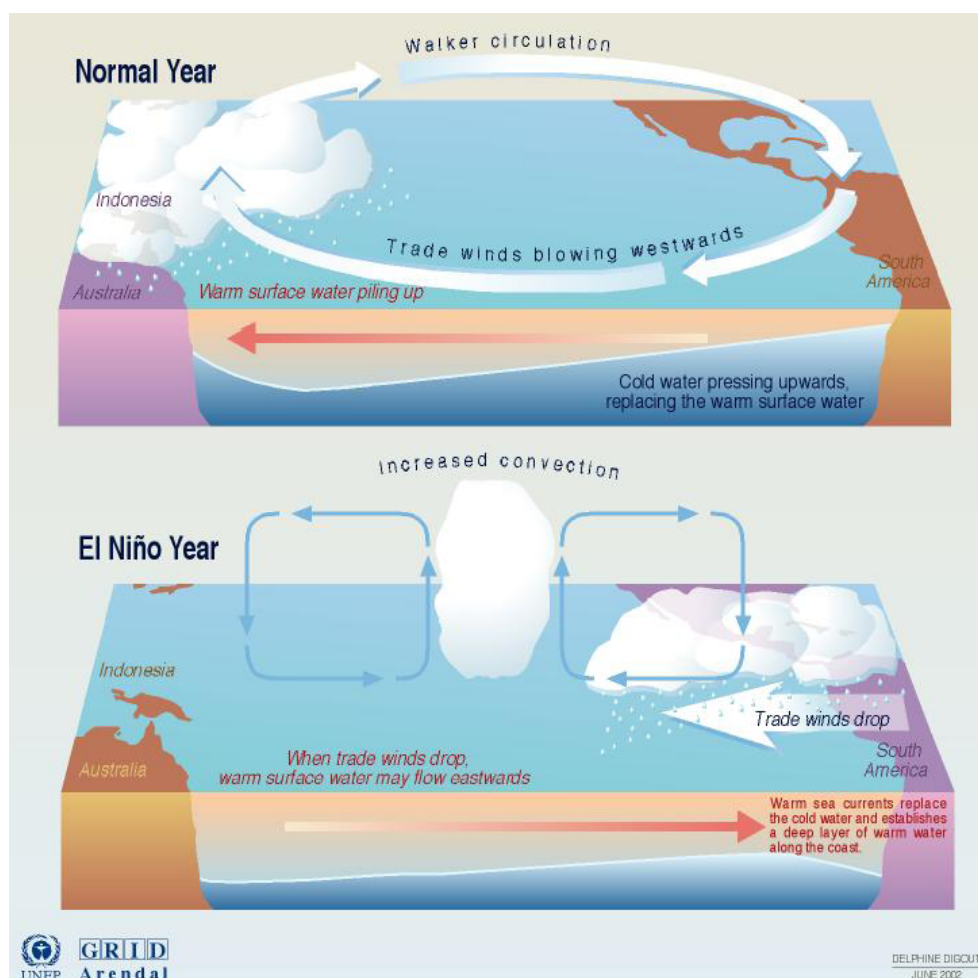 Walker circulation
Normal Year
Indonesia
Trade winds blowing westwards
South
America
Australia
Warm surface water piling up
Cold water pressing upwards,
replacing the warm surface water
Increased convection
El Niño Year
Indonesia
Trade winds drop
South
America
Australia
When trade winds drop,
warm surface water may flow eastwards
Warm sea currents replace
the cold water and establishes
a deep layer of warm water
along the coast.
GRID
Arendal
UNEP
DELPHINE
JUNE 2002